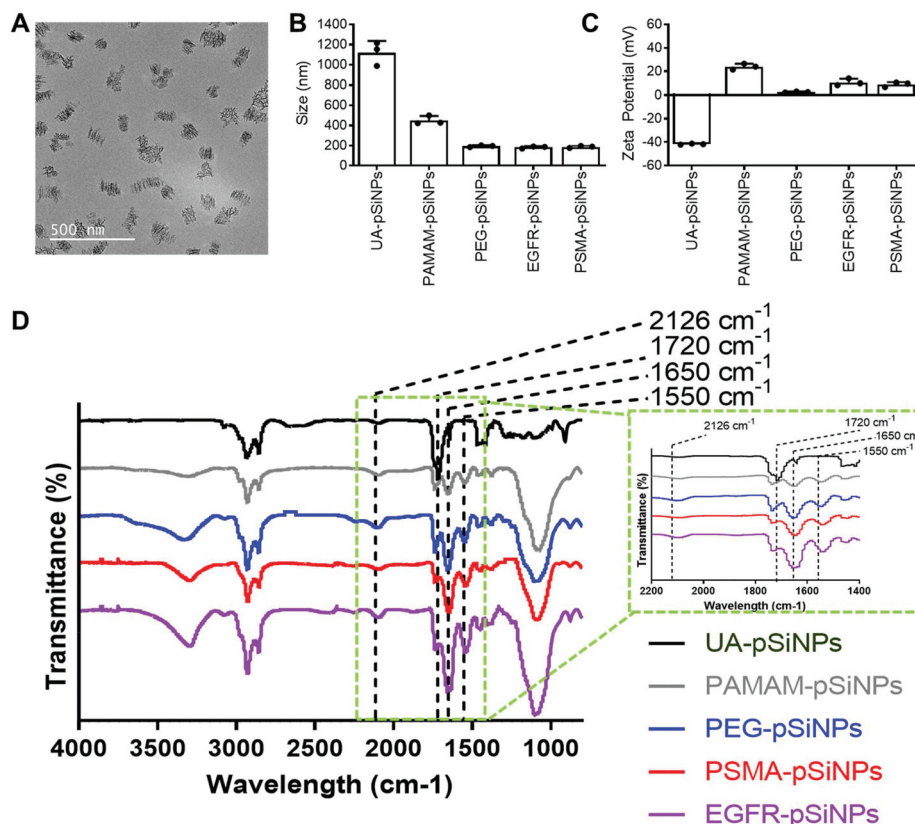 A
500 nm
B
Size (nm)
1400
1200
1000
800
600
400
200
0
UA-pSiNPs
PAMAM-pSiNPs
PEG-pSiNPs
EGFR-pSiNPs
PSMA-pSiNPs
C
Zeta Potential (mV)
40
20
0
-20
-40
-60
UA-pSiNPs
PAMAM-pSiNPs
PEG-pSiNPs
EGFR-pSiNPs
PSMA-pSiNPs
D
2126 cm⁻¹
1720 cm⁻¹
1650 cm⁻¹
1550 cm⁻¹
Transmittance (%)
4000 3500 3000 2500 2000 1500 1000
Wavelength (cm-1)
2126 cm⁻¹
1720 cm⁻¹
1650 cm⁻¹
1550 cm⁻¹
Transmittance (%)
2200 2000 1800 1600 1400
Wavelength (cm-1)
UA-pSiNPs
PAMAM-pSiNPs
PEG-pSiNPs
PSMA-pSiNPs
EGFR-pSiNPs